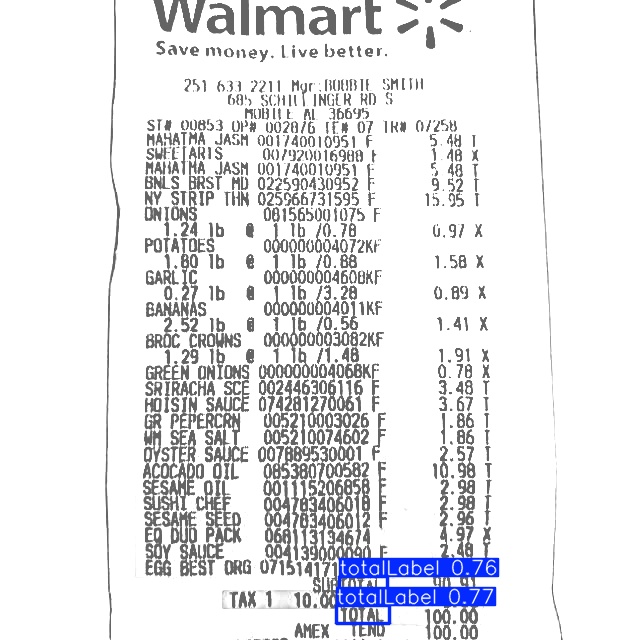 Walmart
Save money. Live better.
251 633 2211 Mgr:BOBBIE SMITH
685 SCHILLINGER RD S
MOBILE AL 36695
ST# 00853 OP# 002876 TE# 07 TR# 07258
MAHATMA JASM 001740010951 F 5.48 T
SWEETARTS 007920016988 F 1.48 X
MAHATMA JASM 001740010951 F 5.48 T
BNLS BRST MD 022590430952 F 9.52 T
NY STRIP THN 025966731595 F 15.95 T
ONIONS 081565001075 F
1.24 lb @ 1 lb /0.78 0.97 X
POTATOES 000000004072KF
1.80 lb @ 1 lb /0.88 1.58 X
GARLIC 000000004608KF
0.27 lb @ 1 lb /3.28 0.89 X
BANANAS 000000004011KF
2.52 lb @ 1 lb /0.56 1.41 X
BROC CROWNS 000000003082KF
1.29 lb @ 1 lb /1.48 1.91 X
GREEN ONIONS 000000004068KF 0.78 X
SRIRACHA SCE 002446306116 F 3.48 T
HOISIN SAUCE 074281270061 F 3.67 T
GR PEPERCRN 005210003026 F 1.86 T
WM SEA SALT 005210074602 F 1.86 T
OYSTER SAUCE 007889530001 F 2.57 T
ACOCADO OIL 085380700582 F 10.98 T
SESAME OIL 001115206858 F 2.98 T
SUSHI CHEF 004783406018 F 2.98 T
SESAME SEED 004783406012 F 2.96 T
EQ DUO PACK 068113134674 4.97 X
SOY SAUCE 004139000090 F 2.48 T
EGG BEST ORG 071514171
totalLabel 0.76
SUBTOTAL 90.91
TAX 1 10.00
totalLabel 0.77
TOTAL 100.00
AMEX TEND 100.00